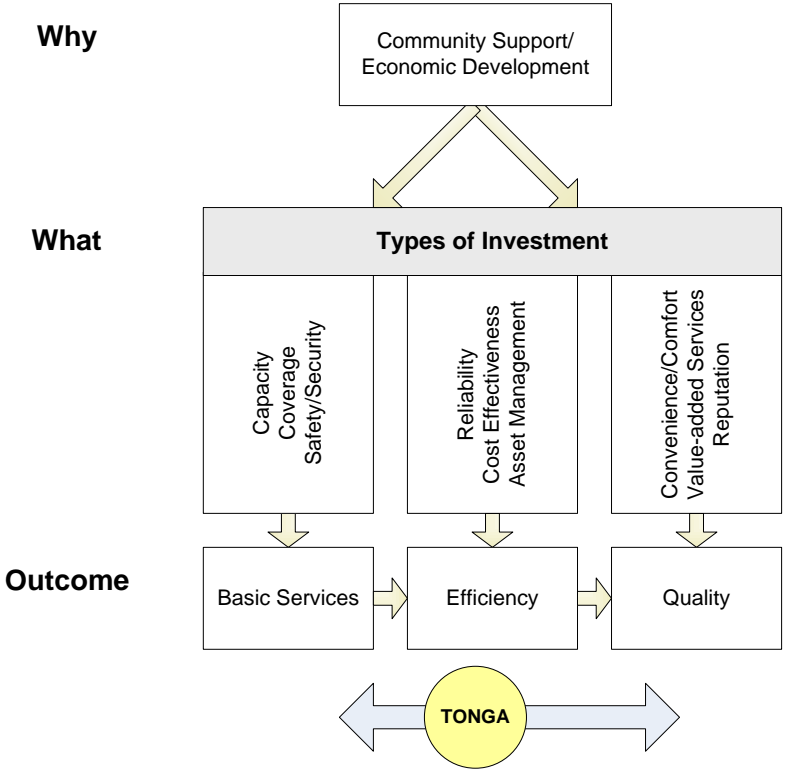 Why
Community Support/
Economic Development
What
Types of Investment
Capacity
Coverage
Safety/Security
Reliability
Cost Effectiveness
Asset Management
Convenience/Comfort
Value-added Services
Reputation
Outcome
Basic Services
Efficiency
Quality
TONGA